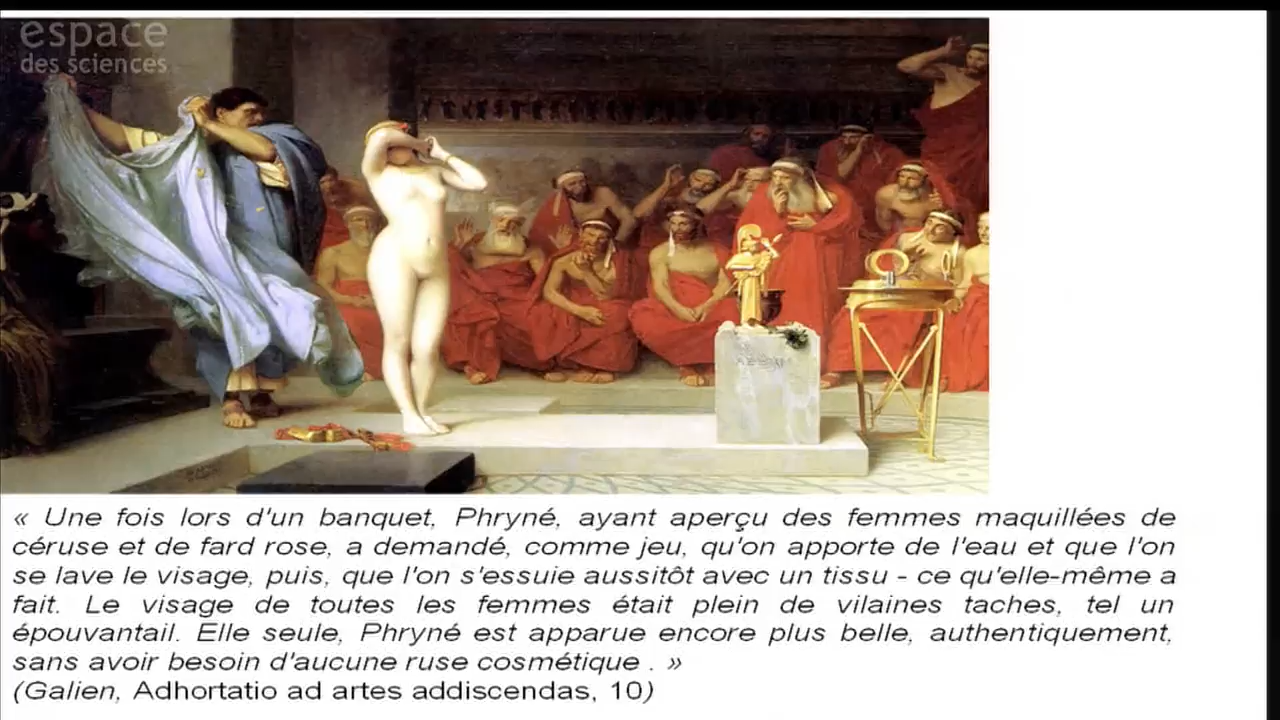 espace
des sciences
« Une fois lors d'un banquet, Phryné, ayant aperçu des femmes maquillées de
céruse et de fard rose, a demandé, comme jeu, qu'on apporte de l'eau et que l'on
se lave le visage, puis, que l'on s'essuie aussitôt avec un tissu - ce qu'elle-même a
fait. Le visage de toutes les femmes était plein de vilaines taches, tel un
épouvantail. Elle seule, Phryné est apparue encore plus belle, authentiquement,
sans avoir besoin d'aucune ruse cosmétique . »
(Galien, Adhortatio ad artes addiscendas, 10)